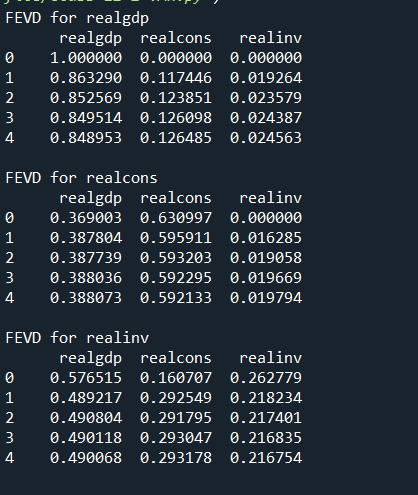 FEVD for realgdp
realgdp realcons realinv
0 1.000000 0.000000 0.000000
1 0.863290 0.117446 0.019264
2 0.852569 0.123851 0.023579
3 0.849514 0.126098 0.024387
4 0.848953 0.126485 0.024563
FEVD for realcons
realgdp realcons realinv
0 0.369003 0.630997 0.000000
1 0.387804 0.595911 0.016285
2 0.387739 0.593203 0.019058
3 0.388036 0.592295 0.019669
4 0.388073 0.592133 0.019794
FEVD for realinv
realgdp realcons realinv
0 0.576515 0.160707 0.262779
1 0.489217 0.292549 0.218234
2 0.490804 0.291795 0.217401
3 0.490118 0.293047 0.216835
4 0.490068 0.293178 0.216754